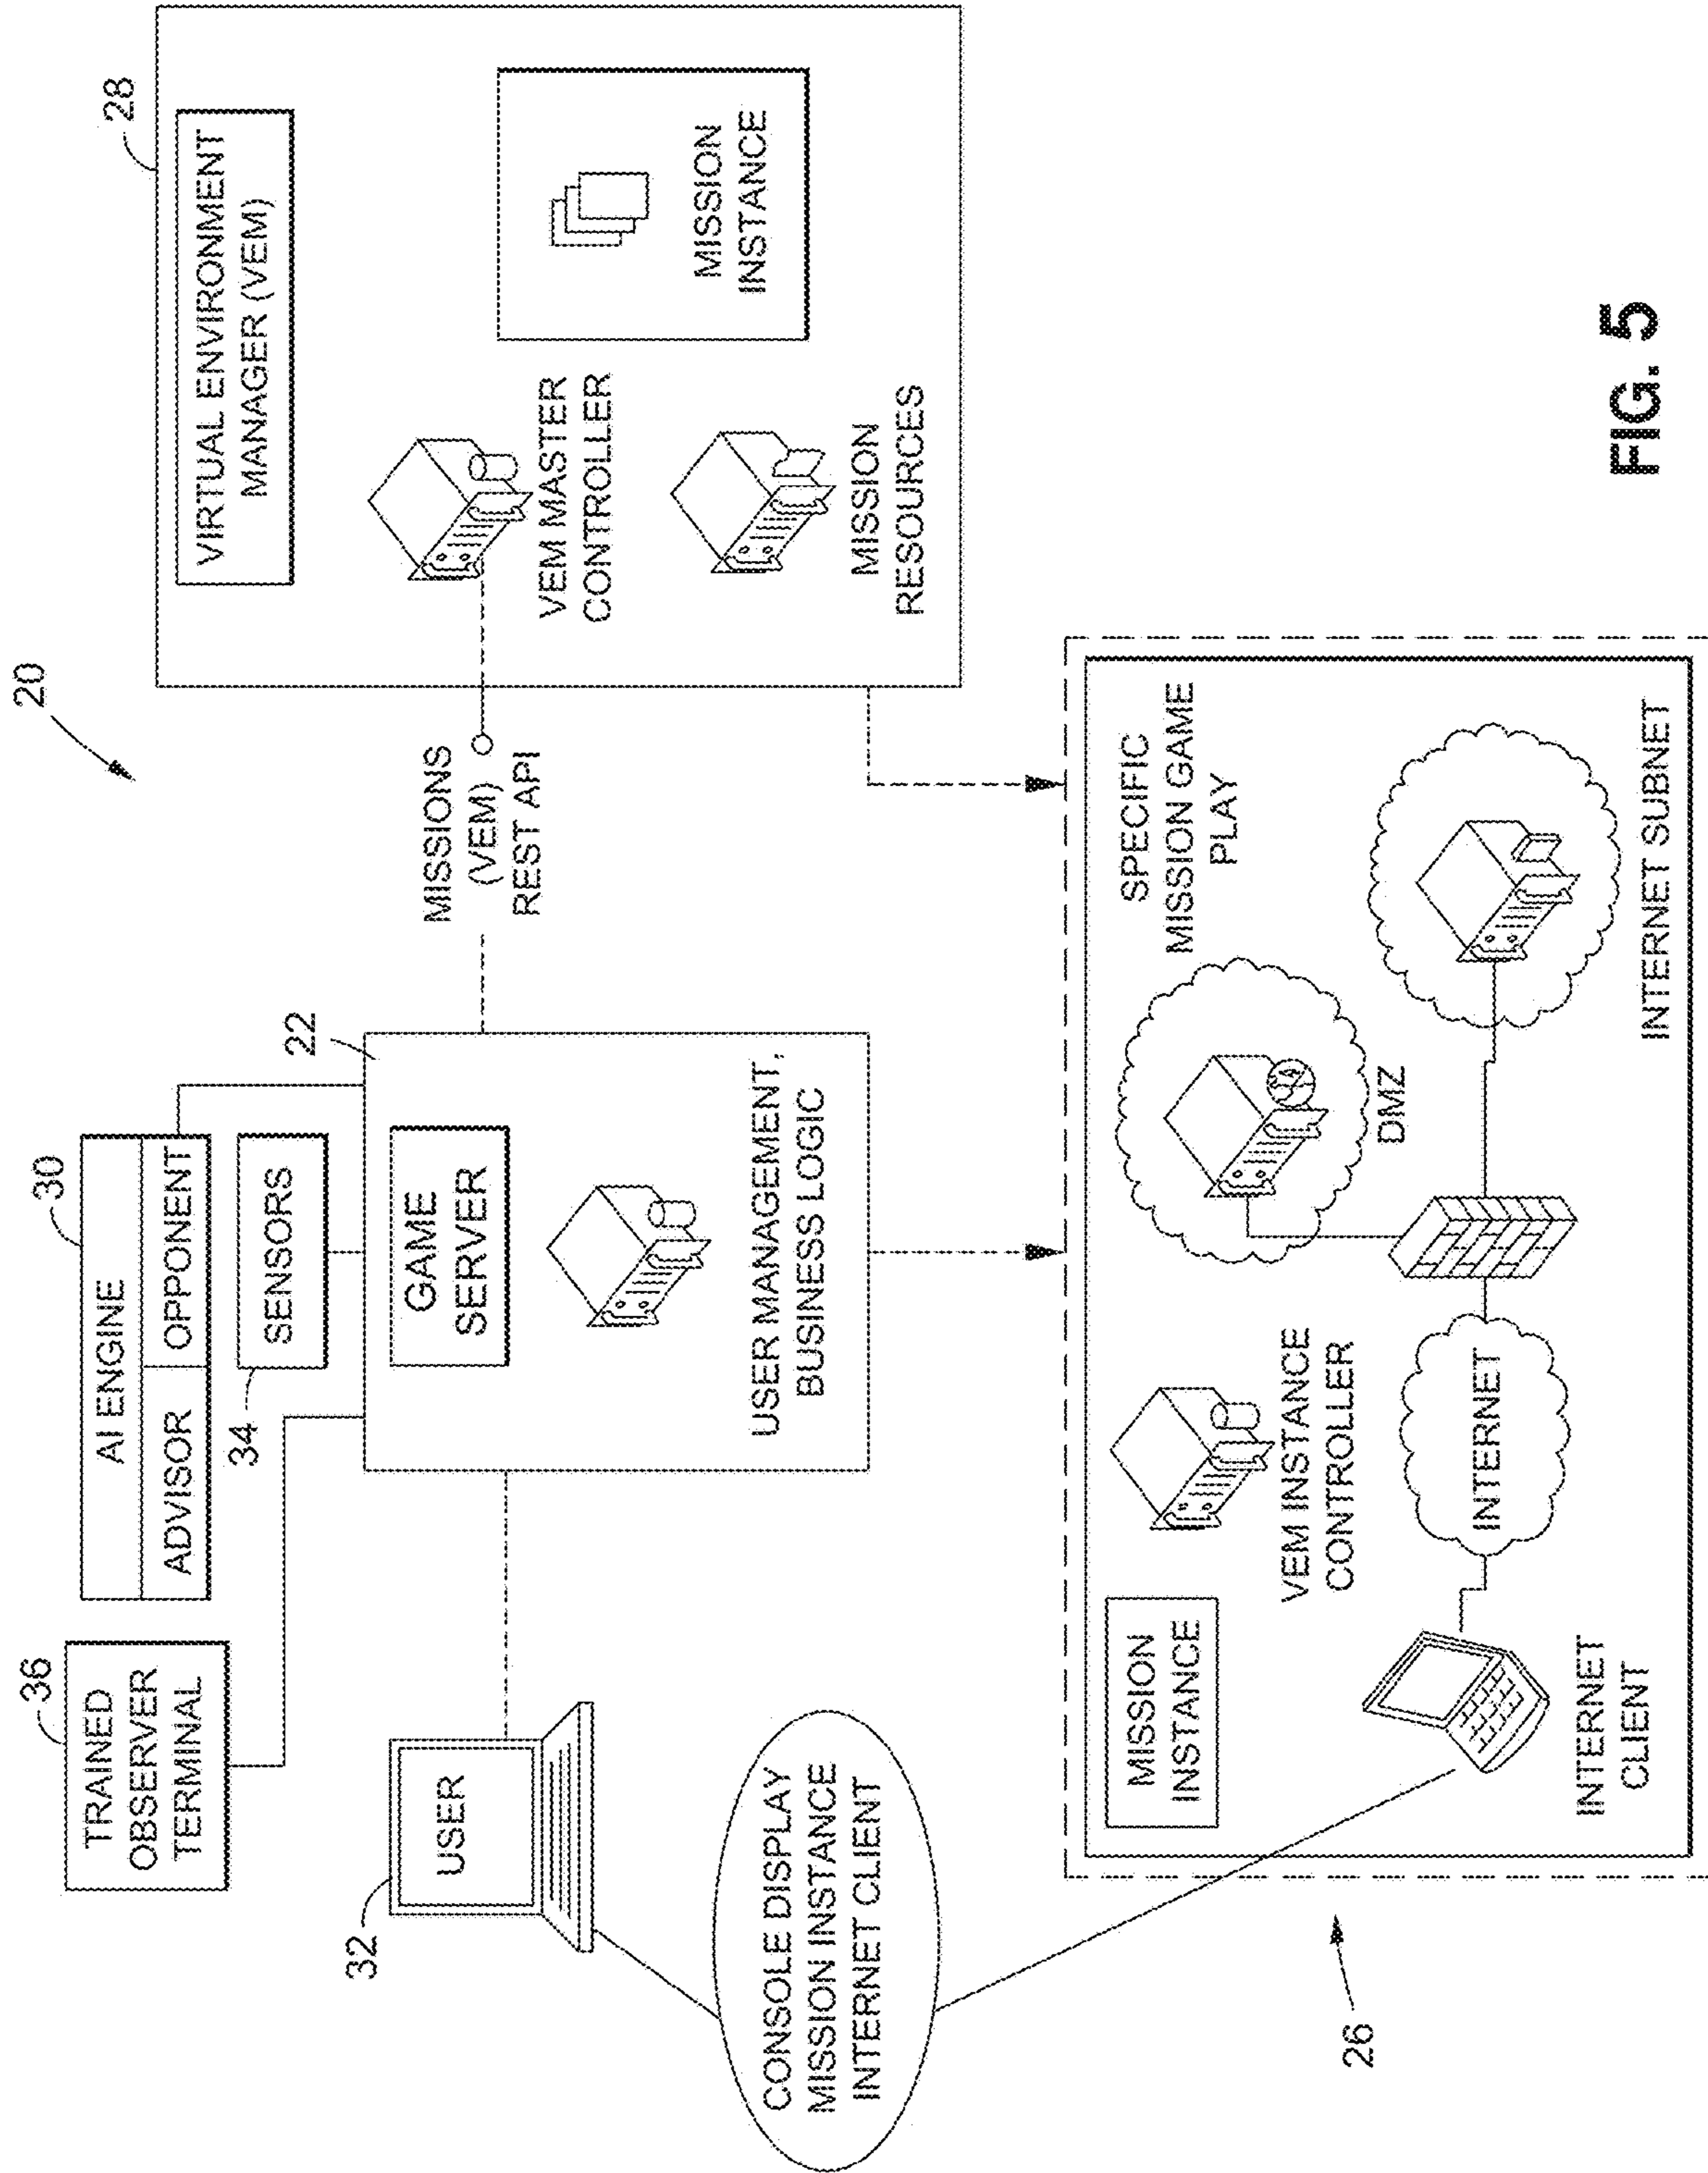 20
36
TRAINED
OBSERVER
TERMINAL
30
AI ENGINE
ADVISOR
OPPONENT
34
SENSORS
22
GAME
SERVER
USER MANAGEMENT,
BUSINESS LOGIC
32
USER
CONSOLE DISPLAY
MISSION INSTANCE
INTERNET CLIENT
MISSIONS
(VEM)
REST API
28
VIRTUAL ENVIRONMENT
MANAGER (VEM)
VEM MASTER
CONTROLLER
MISSION
RESOURCES
MISSION
INSTANCE
26
MISSION
INSTANCE
VEM INSTANCE
CONTROLLER
SPECIFIC
MISSION GAME
PLAY
DMZ
INTERNET
INTERNET
CLIENT
INTERNET SUBNET
FIG. 5